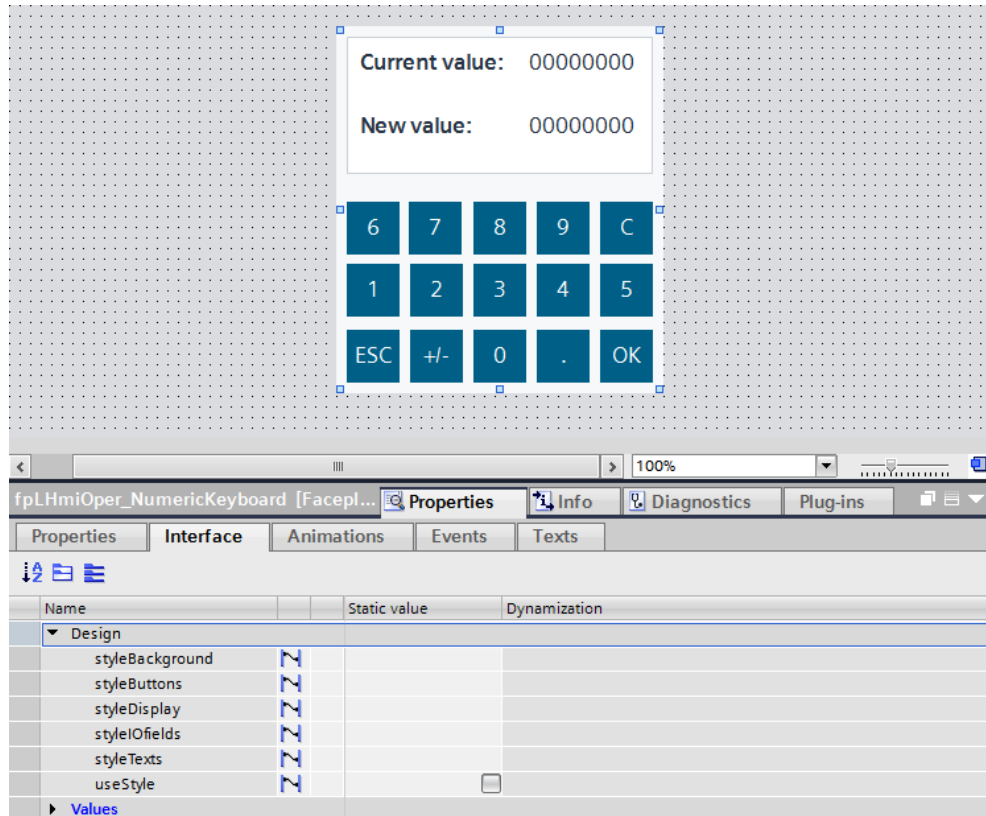 Current value: 00000000
New value: 00000000
6 7 8 9 C
1 2 3 4 5
ESC +/- 0 . OK
100%
fpLHmiOper_NumericKeyboard [Facepl... Properties Info Diagnostics Plug-ins
Properties Interface Animations Events Texts
Name Static value Dynamization
Design
styleBackground
styleButtons
styleDisplay
styleIOfields
styleTexts
useStyle
Values